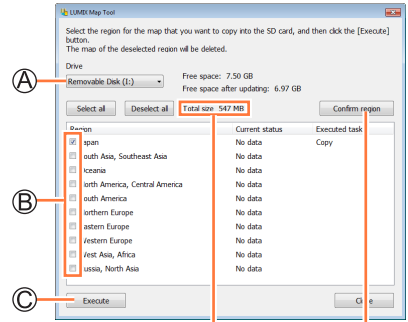 LUMIX Map Tool
Select the region for the map that you want to copy into the SD card, and then click the [Execute]
button.
The map of the deselected region will be deleted.
Drive
A
Removable Disk (I:)
Free space: 7.50 GB
Free space after updating: 6.97 GB
Select all Deselect all Total size 547 MB Confirm region
Region Current status Executed task
apan No data Copy
outh Asia, Southeast Asia No data
ceania No data
orth America, Central America No data
B
outh America No data
orthern Europe No data
astern Europe No data
estern Europe No data
est Asia, Africa No data
ussia, North Asia No data
C
Execute Cl e